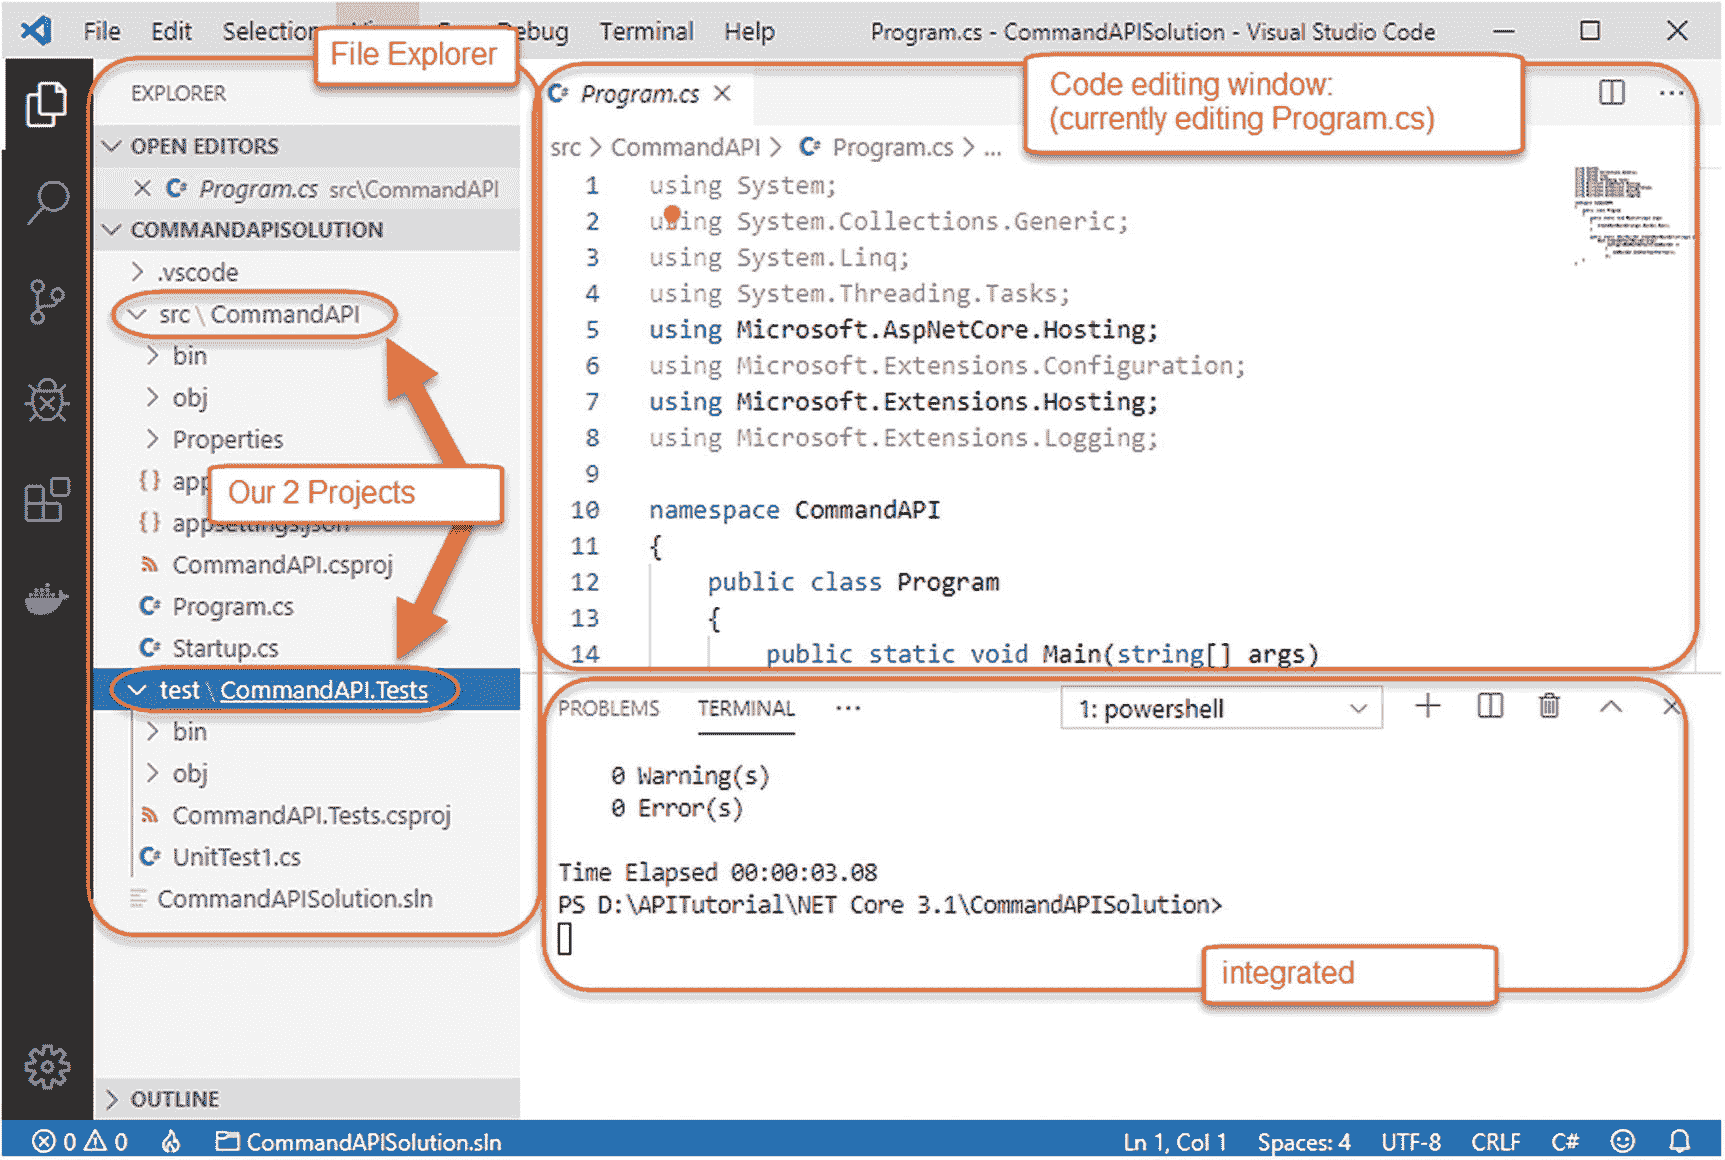 File Edit Selection Debug Terminal Help Program.cs - CommandAPISolution - Visual Studio Code
File Explorer
Code editing window:
(currently editing Program.cs)
EXPLORER
OPEN EDITORS
Program.cs src\CommandAPI
COMMANDAPISOLUTION
.vscode
src \ CommandAPI
bin
obj
Properties
Our 2 Projects
appsettings.json
CommandAPI.csproj
Program.cs
Startup.cs
test \ CommandAPI.Tests
bin
obj
CommandAPI.Tests.csproj
UnitTest1.cs
CommandAPISolution.sln
OUTLINE
Program.cs
src > CommandAPI > Program.cs > ...
1 using System;
2 using System.Collections.Generic;
3 using System.Linq;
4 using System.Threading.Tasks;
5 using Microsoft.AspNetCore.Hosting;
6 using Microsoft.Extensions.Configuration;
7 using Microsoft.Extensions.Hosting;
8 using Microsoft.Extensions.Logging;
9
10 namespace CommandAPI
11 {
12 public class Program
13 {
14 public static void Main(string[] args)
PROBLEMS TERMINAL ... 1: powershell
0 Warning(s)
0 Error(s)
Time Elapsed 00:00:03.08
PS D:\APITutorial\NET Core 3.1\CommandAPISolution>
integrated
0 0 CommandAPISolution.sln Ln 1, Col 1 Spaces: 4 UTF-8 CRLF C#